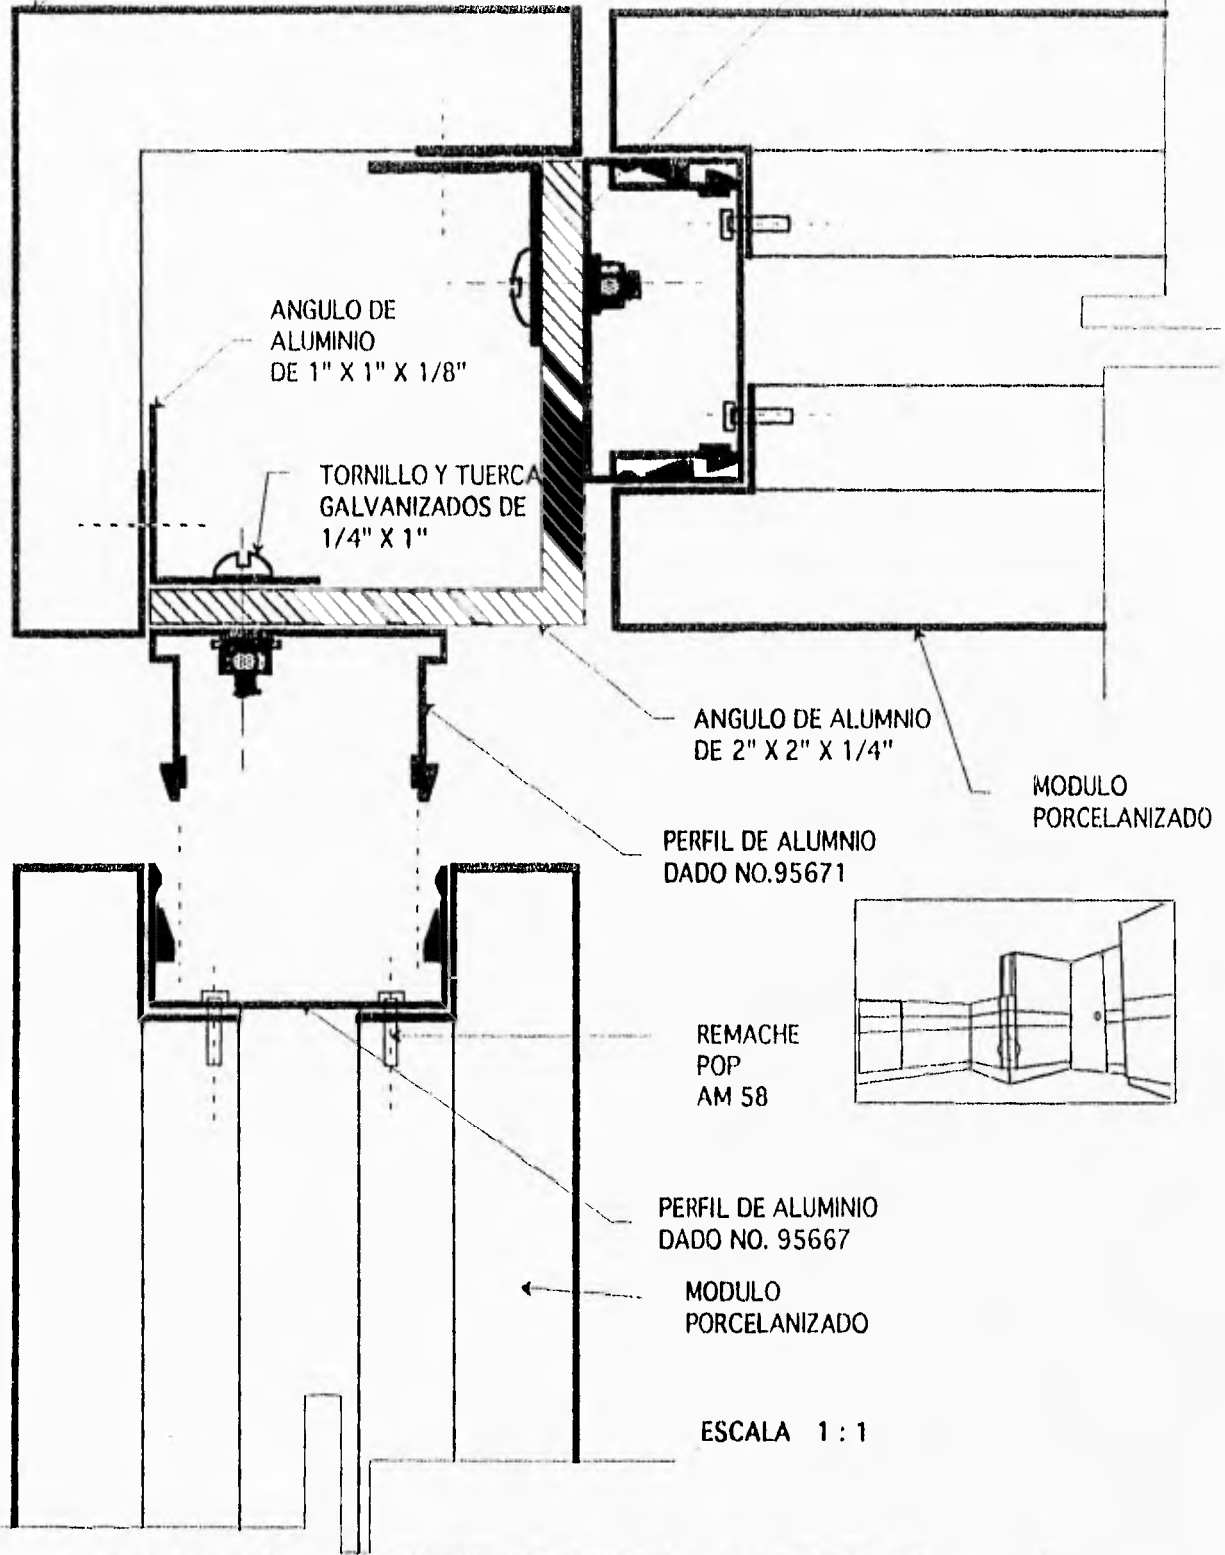 ANGULO DE
ALUMINIO
DE 1" X 1" X 1/8"
TORNILLO Y TUERCA
GALVANIZADOS DE
1/4" X 1"
ANGULO DE ALUMNIO
DE 2" X 2" X 1/4"
MODULO
PORCELANIZADO
PERFIL DE ALUMNIO
DADO NO.95671
REMACHE
POP
AM 58
PERFIL DE ALUMINIO
DADO NO. 95667
MODULO
PORCELANIZADO
ESCALA 1 : 1